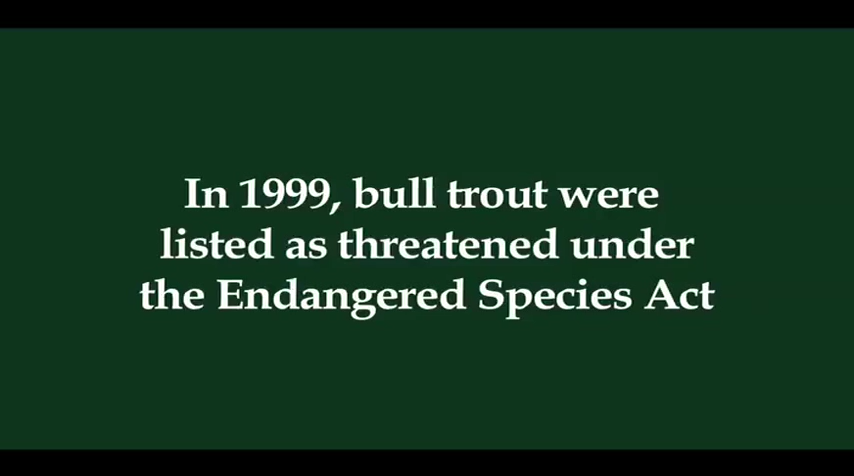 In 1999, bull trout were
listed as threatened under
the Endangered Species Act